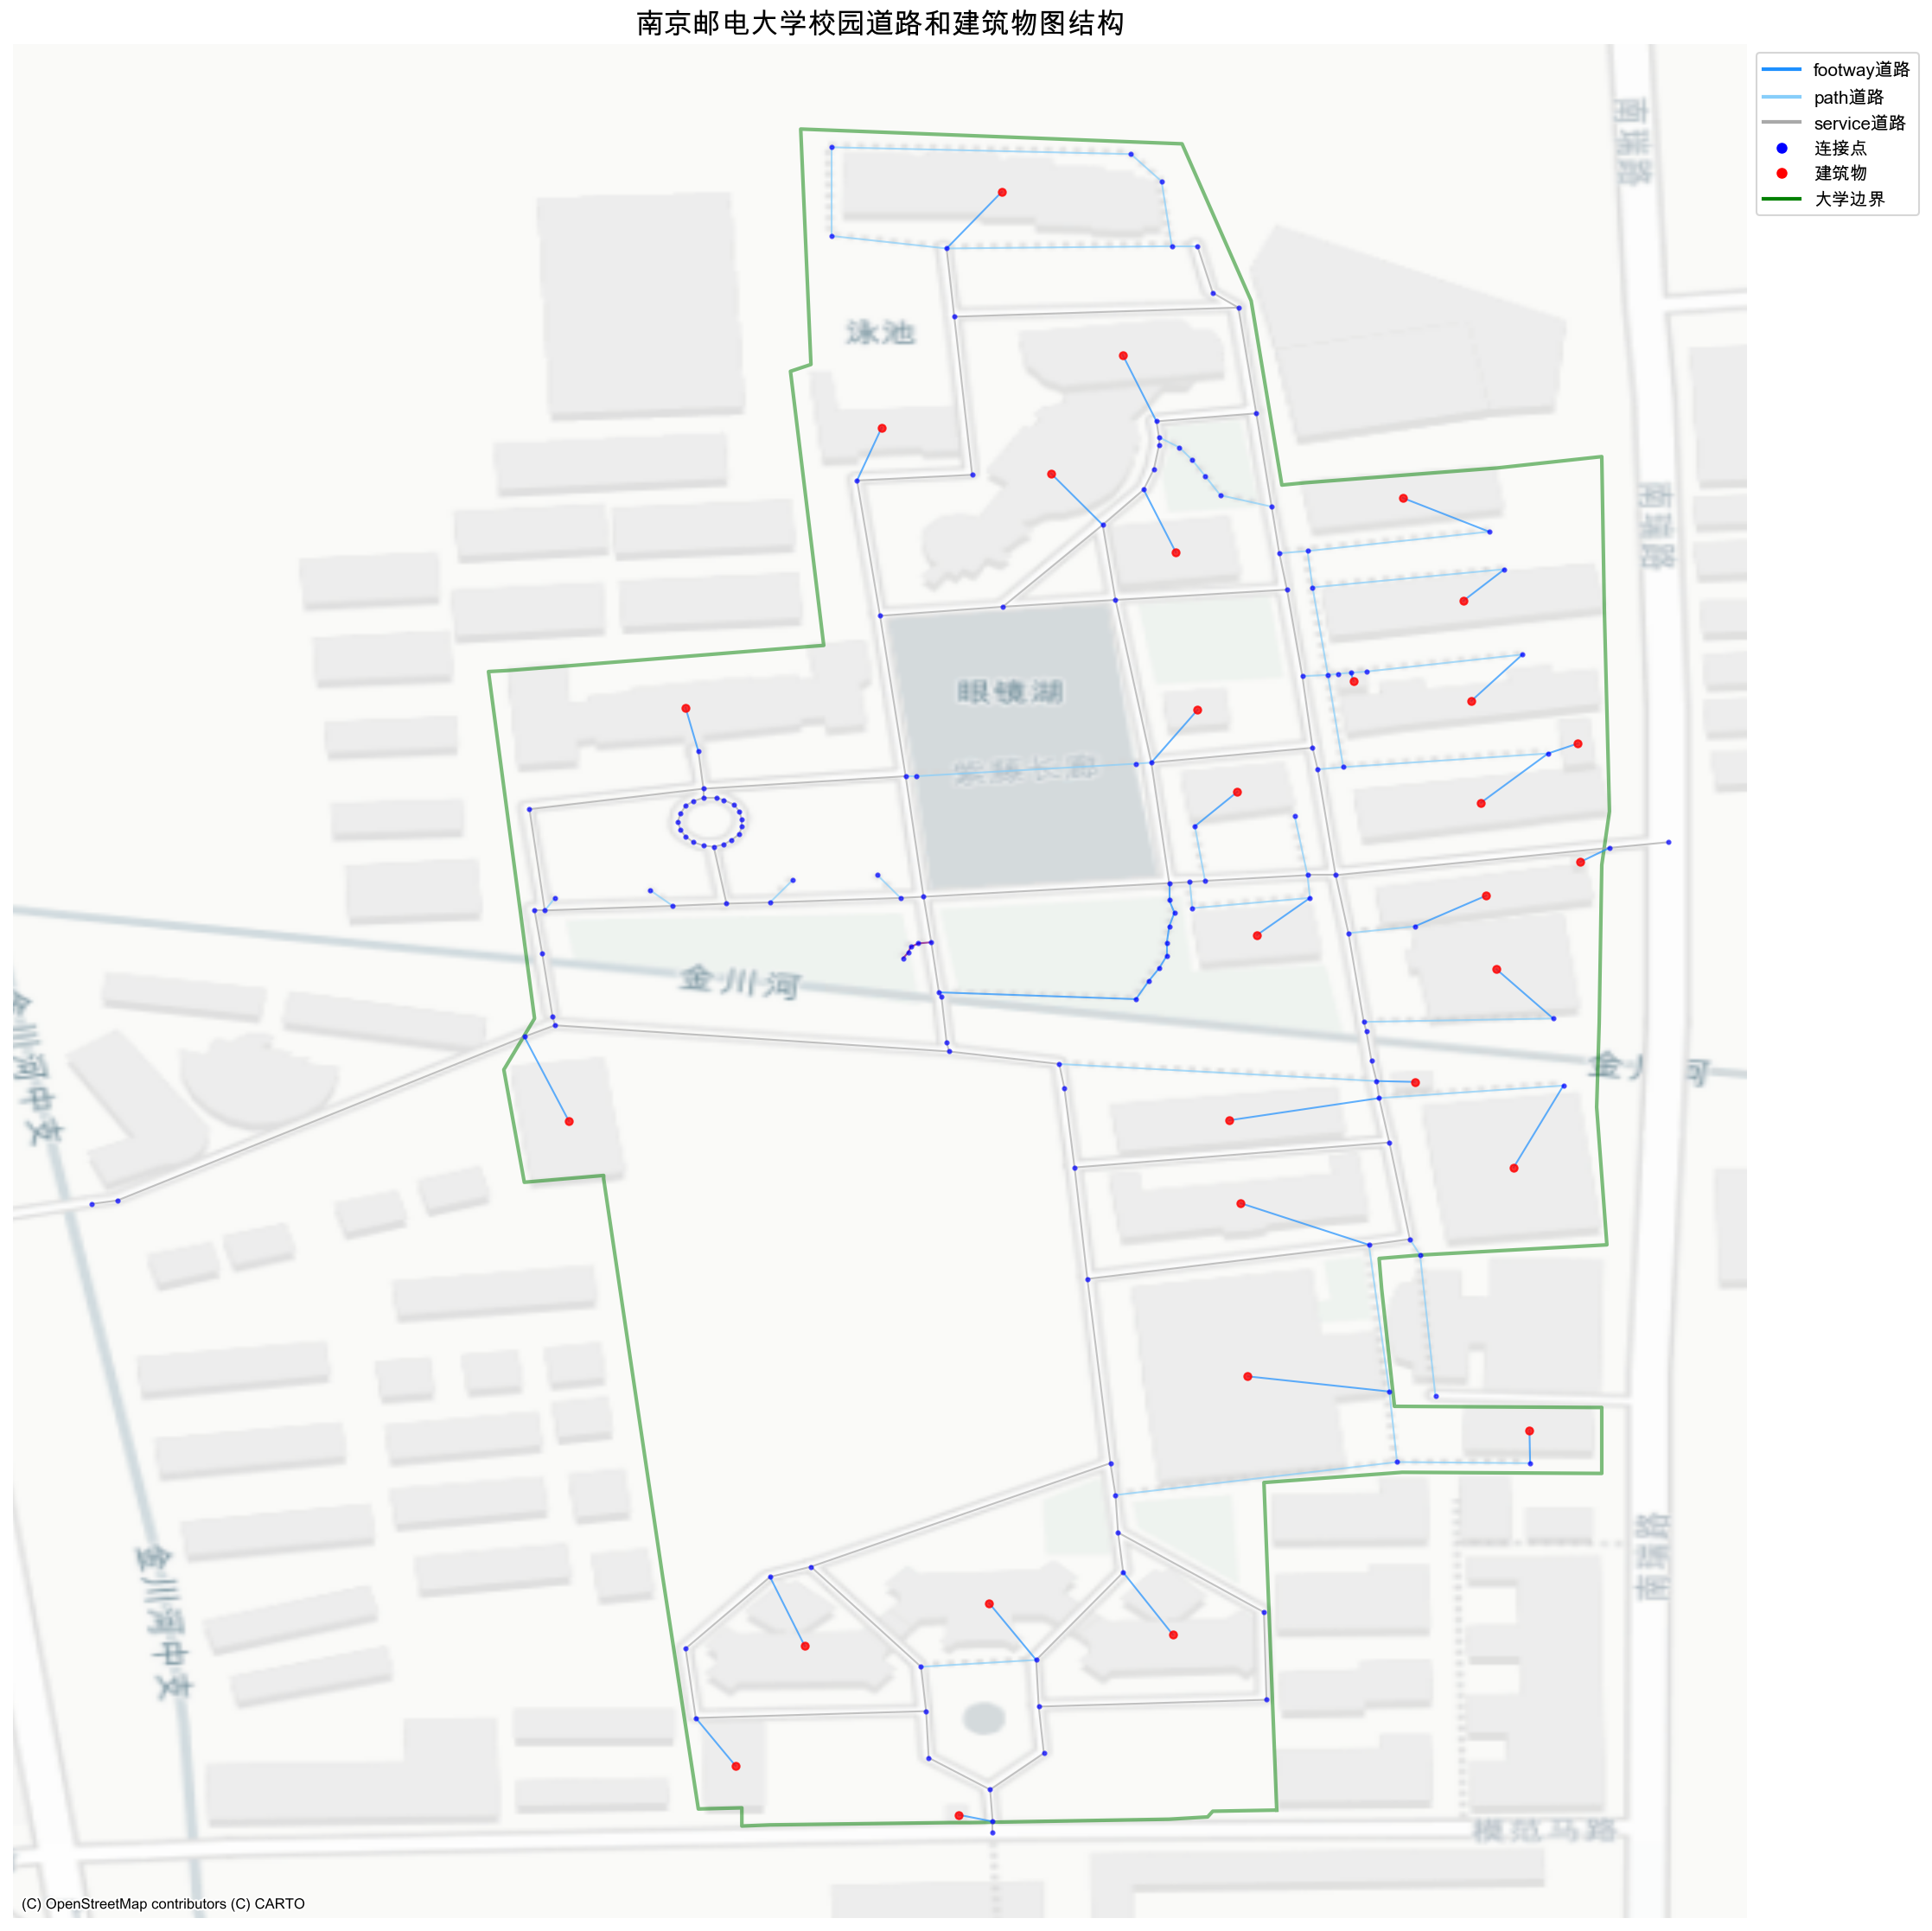 南京邮电大学校园道路和建筑物图结构
footway道路
path道路
service道路
连接点
建筑物
大学边界
南瑞路
泳池
南瑞路
眼镜湖
紫藤长廊
金川河
金川河中支
金川河
金川河中支
南瑞路
模范马路
(C) OpenStreetMap contributors (C) CARTO